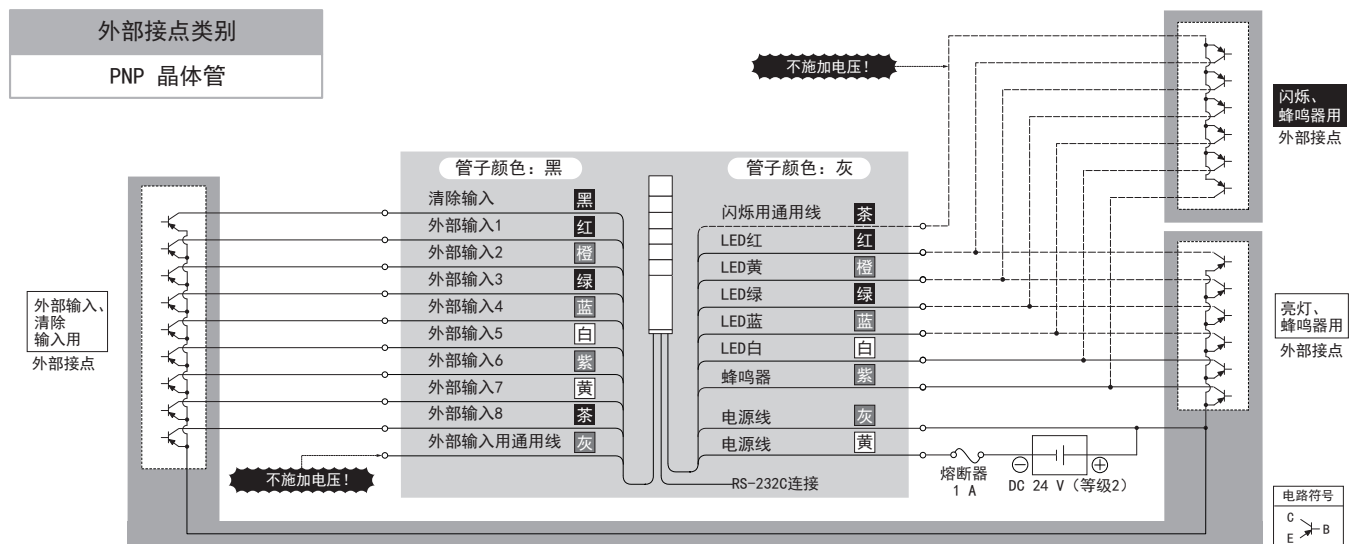 外部接点类别
PNP 晶体管
不施加电压！
闪烁、
蜂鸣器用
外部接点
管子颜色：黑
管子颜色：灰
清除输入 黑
外部输入1 红
外部输入2 橙
外部输入3 绿
外部输入4 蓝
外部输入5 白
外部输入6 紫
外部输入7 黄
外部输入8 茶
外部输入用通用线 灰
闪烁用通用线 茶
LED红 红
LED黄 橙
LED绿 绿
LED蓝 蓝
LED白 白
蜂鸣器 紫
电源线 灰
电源线 黄
RS-232C连接
外部输入、
清除
输入用
外部接点
不施加电压！
亮灯、
蜂鸣器用
外部接点
熔断器
1 A
⊖ ⊕
DC 24 V（等级2）
电路符号
C
B
E